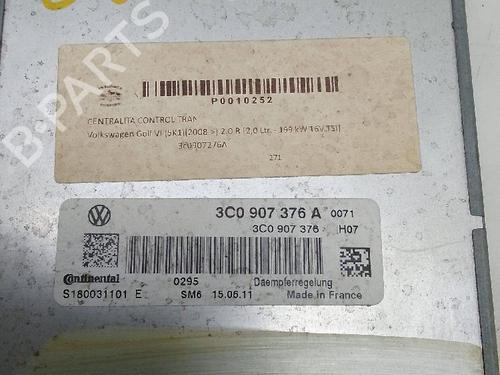 B-PARTS
P0010252
CENTRALITA CONTROL TRAN
Volkswagen Golf VI (5K1)(2008->) 2.0 R [2,0 Ltr. - 199 kW 16V TSI]
3C0907376A
271
3C0 907 376 A 0071
3C0 907 376 H07
Continental
0295 Daempferregelung
S180031101 E SM6 15.06.11 Made in France